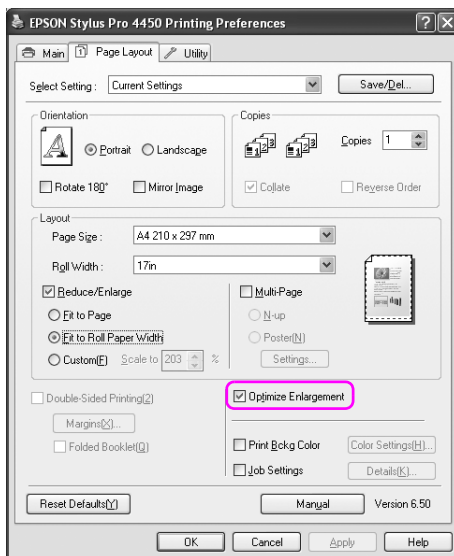 EPSON Stylus Pro 4450 Printing Preferences
Main Page Layout Utility
Select Setting : Current Settings Save/Del...
Orientation Copies
Portrait Landscape Copies 1
Rotate 180° Mirror Image Collate Reverse Order
Layout
Page Size : A4 210 x 297 mm
Roll Width : 17in
Reduce/Enlarge Multi-Page
Fit to Page N-up
Fit to Roll Paper Width Poster(N)
Custom(F) Scale to 203 % Settings...
Double-Sided Printing(2) Optimize Enlargement
Margins(X)...
Folded Booklet(Q) Print Bckg Color Color Settings(H)...
Job Settings Details(K)...
Reset Defaults(Y) Manual Version 6.50
OK Cancel Apply Help